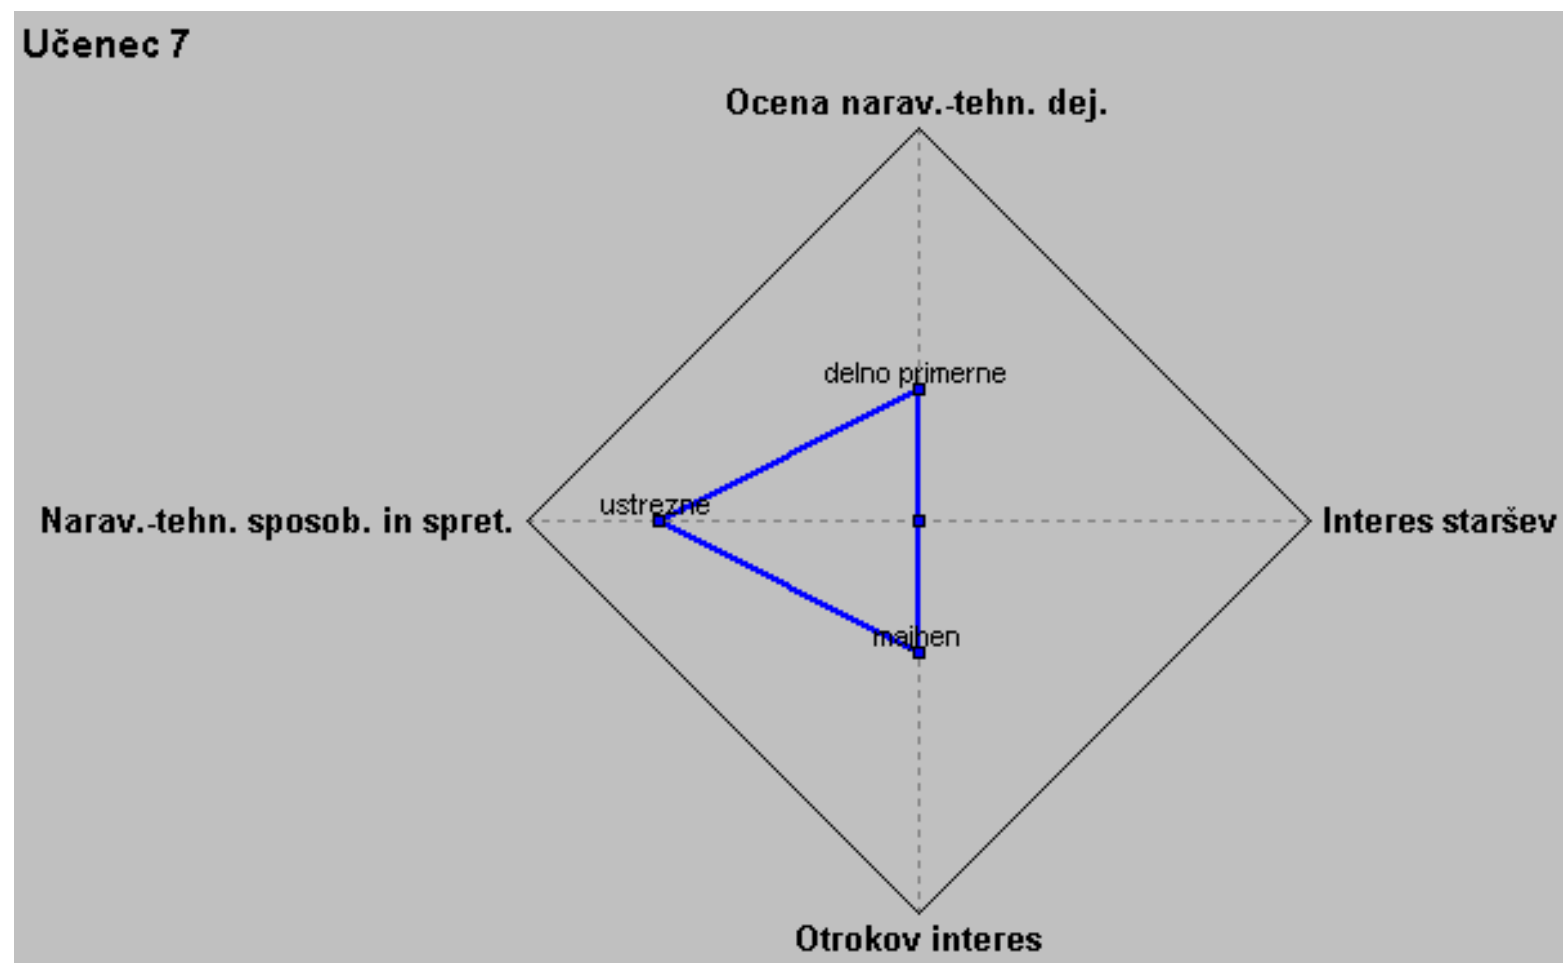 Učenec 7
Ocena narav.-tehn. dej.
delno primerne
ustrezne
Narav.-tehn. sposob. in spret.
Interes staršev
majhen
Otrokov interes